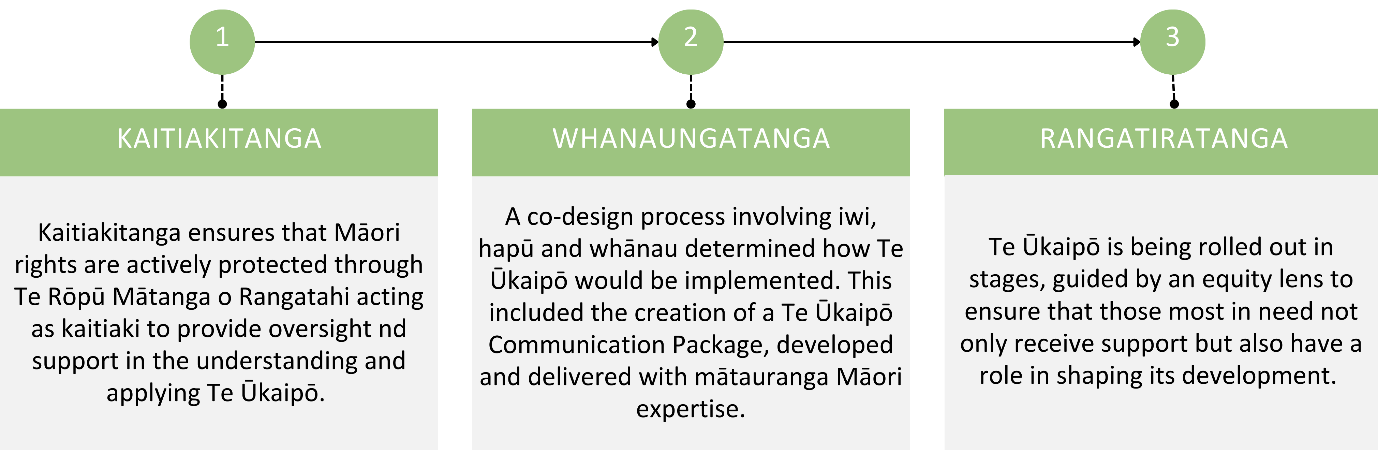 1
2
3
KAITIAKITANGA
Kaitiakitanga ensures that Māori
rights are actively protected through
Te Rōpū Mātanga o Rangatahi acting
as kaitiaki to provide oversight nd
support in the understanding and
applying Te Ūkaipō.
WHANAUNGATANGA
A co-design process involving iwi,
hapū and whānau determined how Te
Ūkaipō would be implemented. This
included the creation of a Te Ūkaipō
Communication Package, developed
and delivered with mātauranga Māori
expertise.
RANGATIRATANGA
Te Ūkaipō is being rolled out in
stages, guided by an equity lens to
ensure that those most in need not
only receive support but also have a
role in shaping its development.